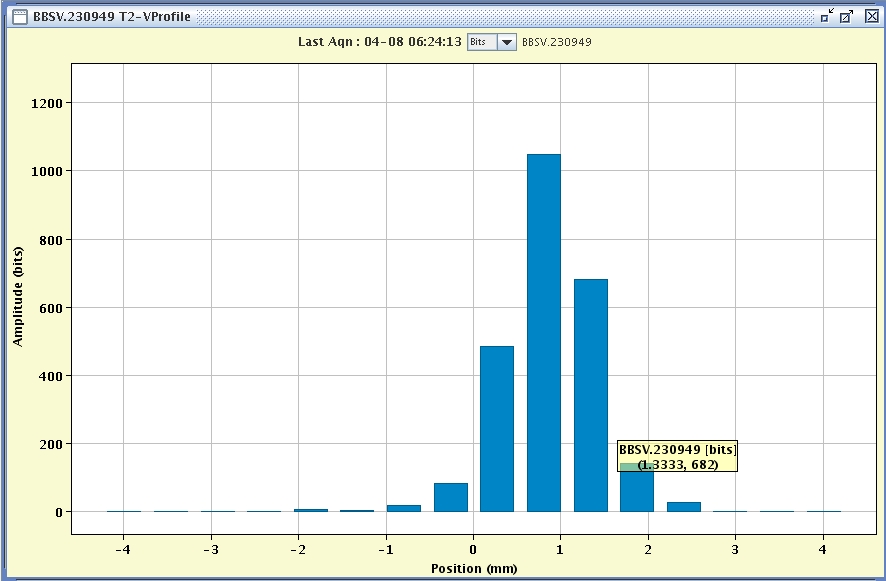 BBSV.230949 T2-VProfile
Last Aqn : 04-08 06:24:13 Bits BBSV.230949
1200
1000
800
600
400
200
0
Amplitude (bits)
BBSV.230949 [bits]
(1.3333, 682)
-4 -3 -2 -1 0 1 2 3 4
Position (mm)